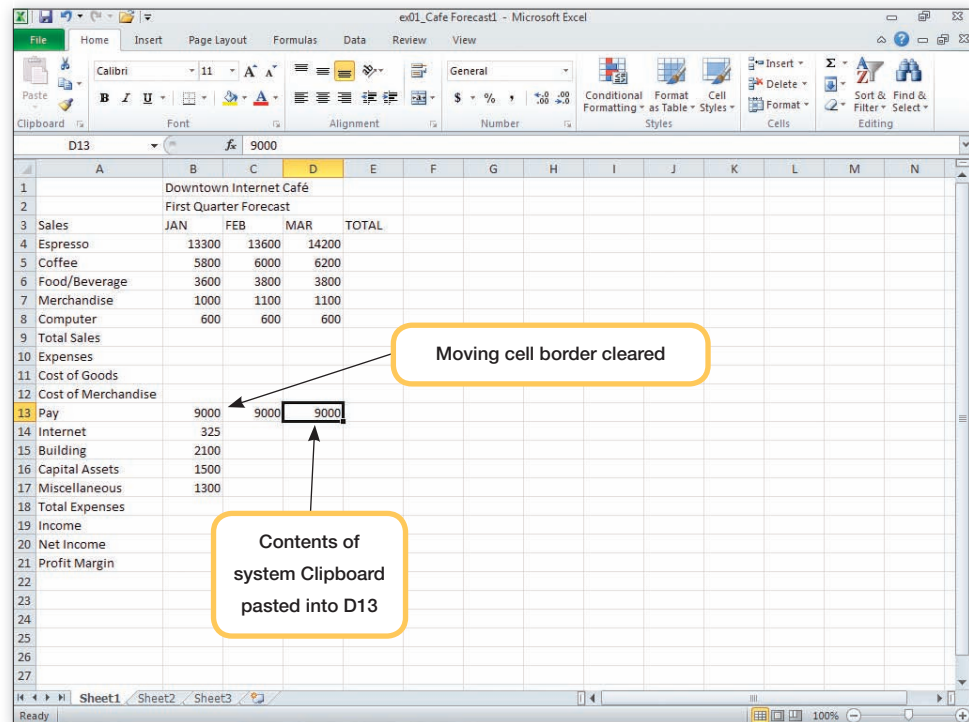 ex01_Cafe Forecast1 - Microsoft Excel
File Home Insert Page Layout Formulas Data Review View
Paste
Calibri 11 A A
B I U A
General
$ % , .00 .00
Conditional Formatting
Format as Table
Cell Styles
Insert
Delete
Format
Σ
Sort & Filter
Find & Select
Clipboard Font Alignment Number Styles Cells Editing
D13 fx 9000
A B C D E F G H I J K L M N
1 Downtown Internet Café
2 First Quarter Forecast
3 Sales JAN FEB MAR TOTAL
4 Espresso 13300 13600 14200
5 Coffee 5800 6000 6200
6 Food/Beverage 3600 3800 3800
7 Merchandise 1000 1100 1100
8 Computer 600 600 600
9 Total Sales
10 Expenses
11 Cost of Goods
12 Cost of Merchandise
13 Pay 9000 9000 9000
14 Internet 325
15 Building 2100
16 Capital Assets 1500
17 Miscellaneous 1300
18 Total Expenses
19 Income
20 Net Income
21 Profit Margin
22
23
24
25
26
27
Moving cell border cleared
Contents of
system Clipboard
pasted into D13
Sheet1 Sheet2 Sheet3
Ready 100%